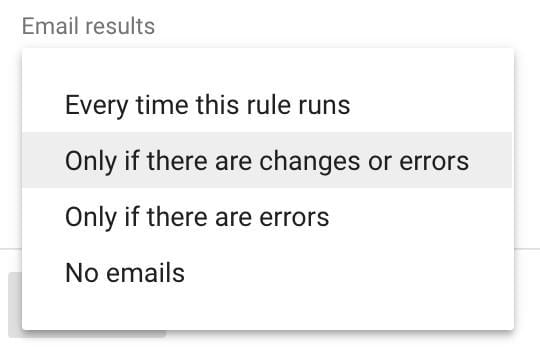 Email results
Every time this rule runs
Only if there are changes or errors
Only if there are errors
No emails